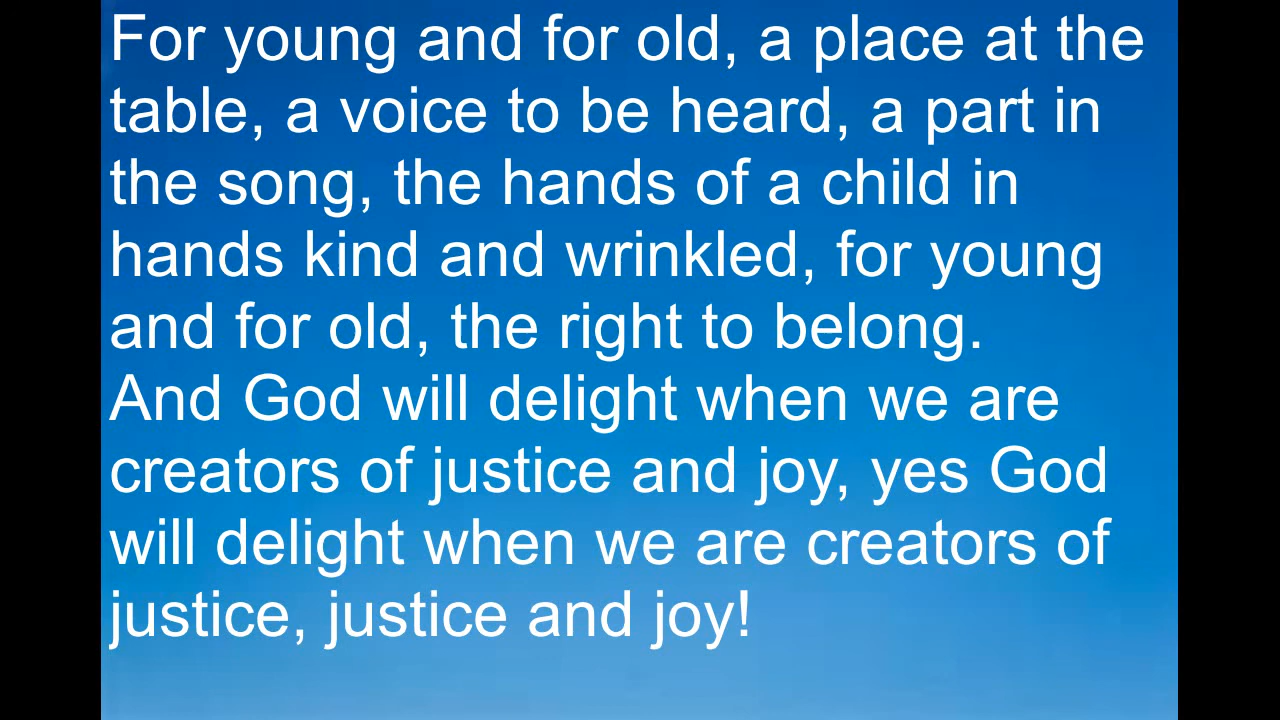 For young and for old, a place at the
table, a voice to be heard, a part in
the song, the hands of a child in
hands kind and wrinkled, for young
and for old, the right to belong.
And God will delight when we are
creators of justice and joy, yes God
will delight when we are creators of
justice, justice and joy!